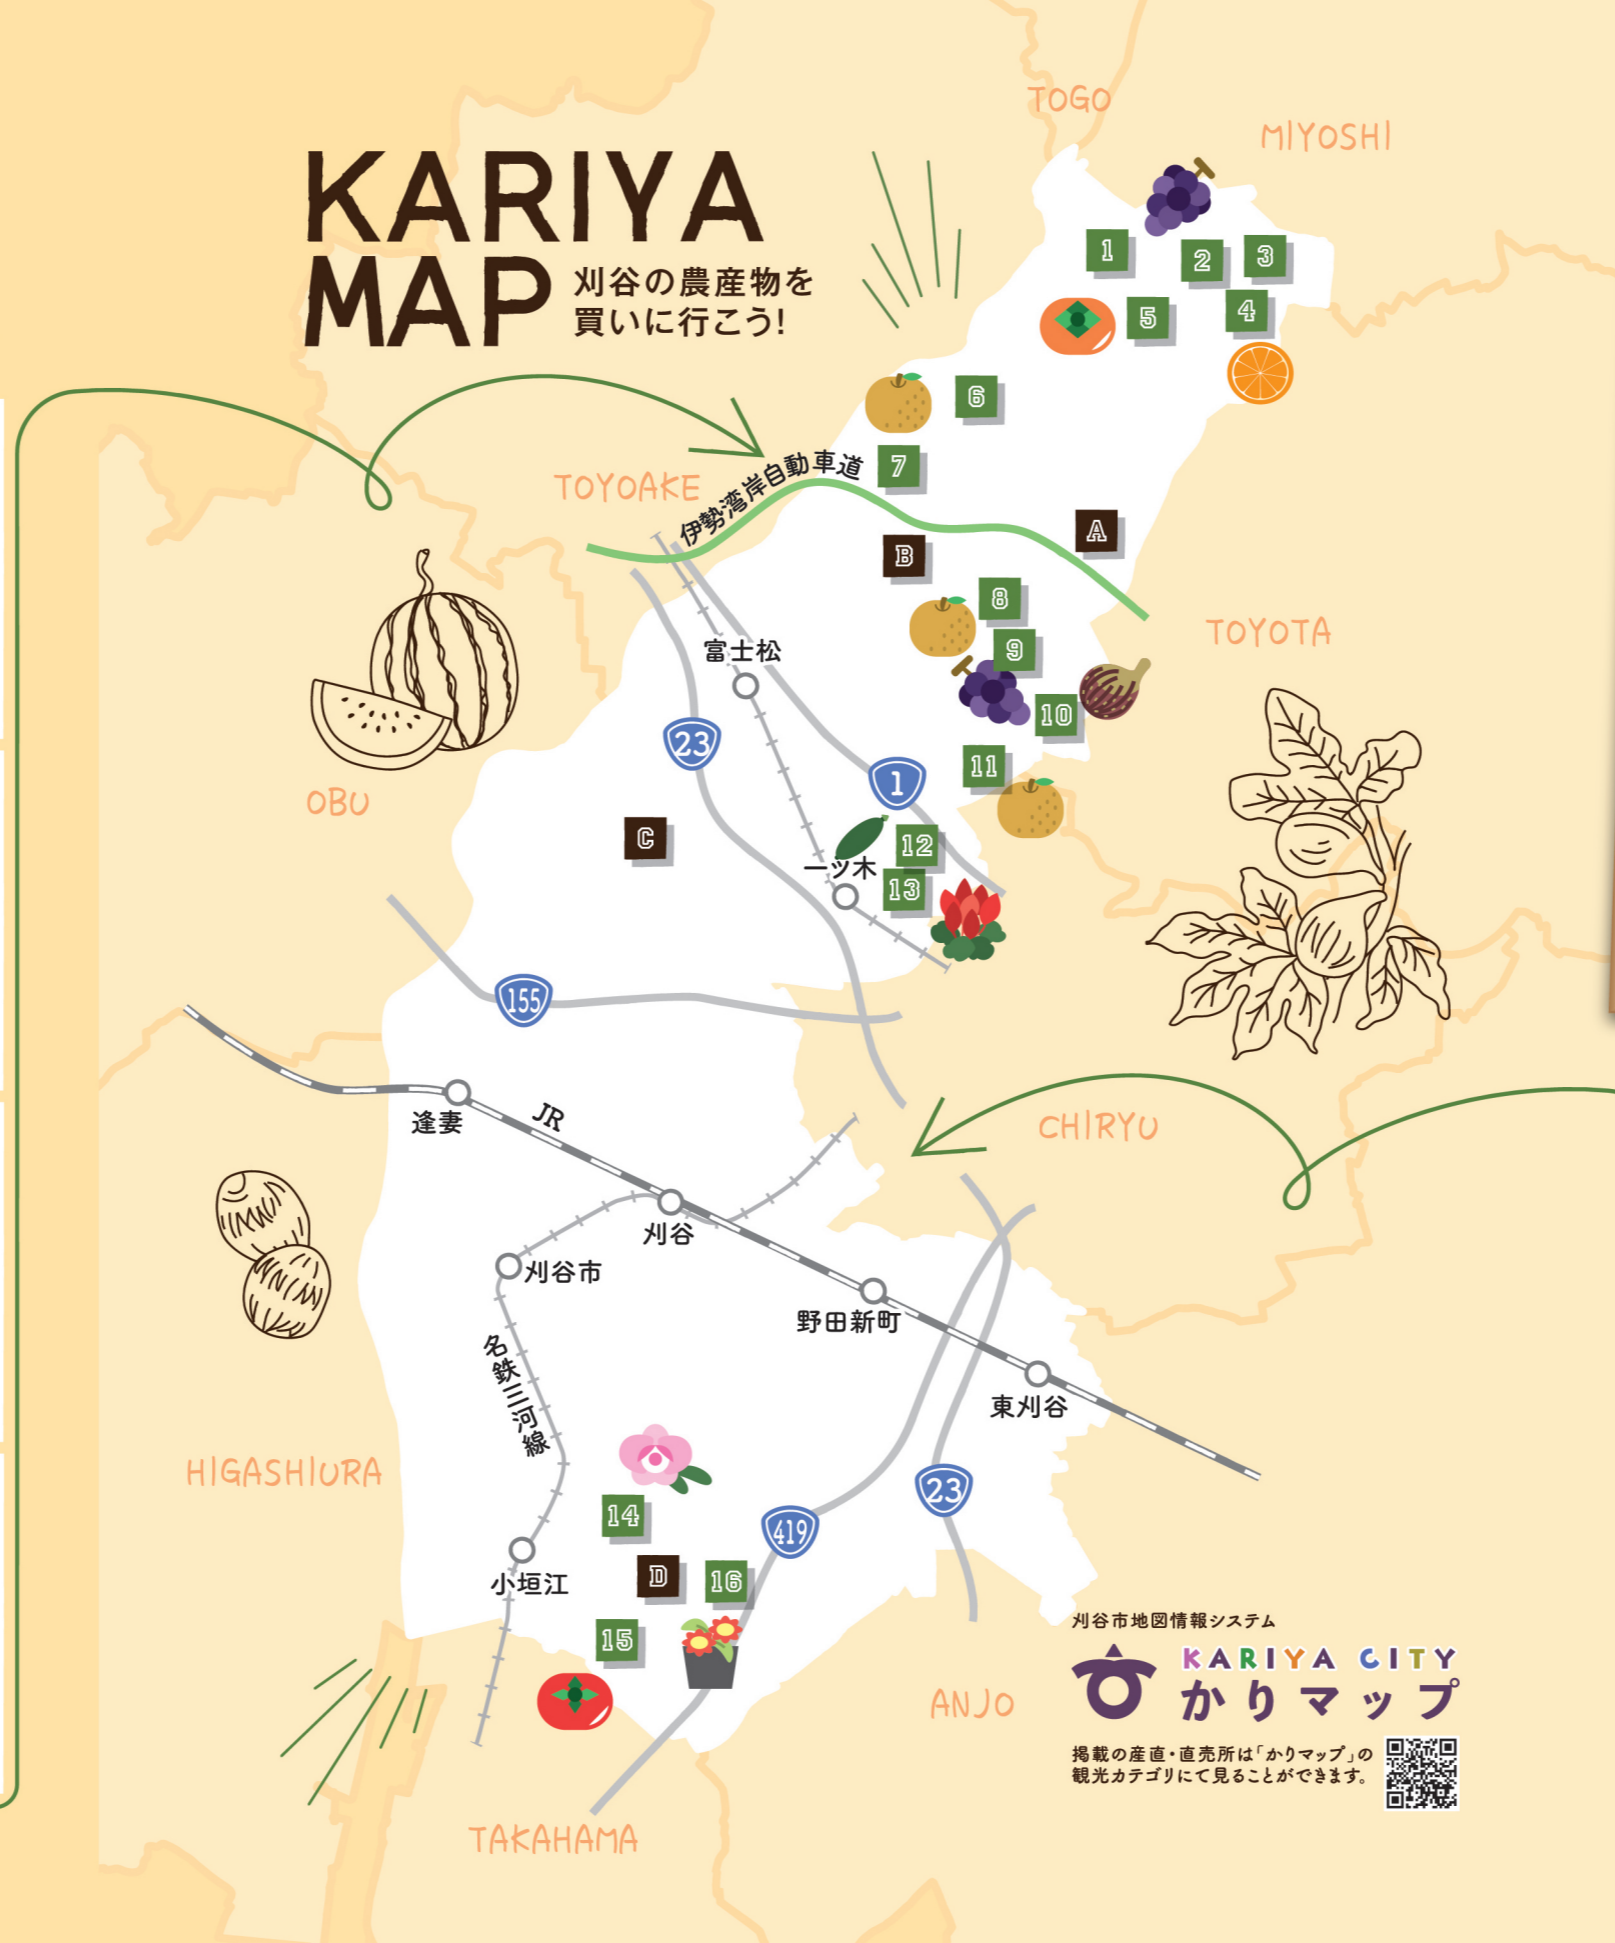 TOGO
MIYOSHI
KARIYA
MAP
刈谷の農産物を
買いに行こう!
1
2
3
5
4
6
7
TOYOAKE
伊勢湾岸自動車道
A
B
8
9
TOYOTA
富士松
10
23
11
1
OBU
C
12
一ツ木
13
155
逢妻
JR
CHIRYU
刈谷
刈谷市
野田新町
名鉄三河線
東刈谷
HIGASHIURA
14
23
419
D
16
小垣江
15
刈谷市地図情報システム
KARIYA CITY
かりマップ
ANJO
掲載の産直・直売所は「かりマップ」の
観光カテゴリにて見ることができます。
TAKAHAMA